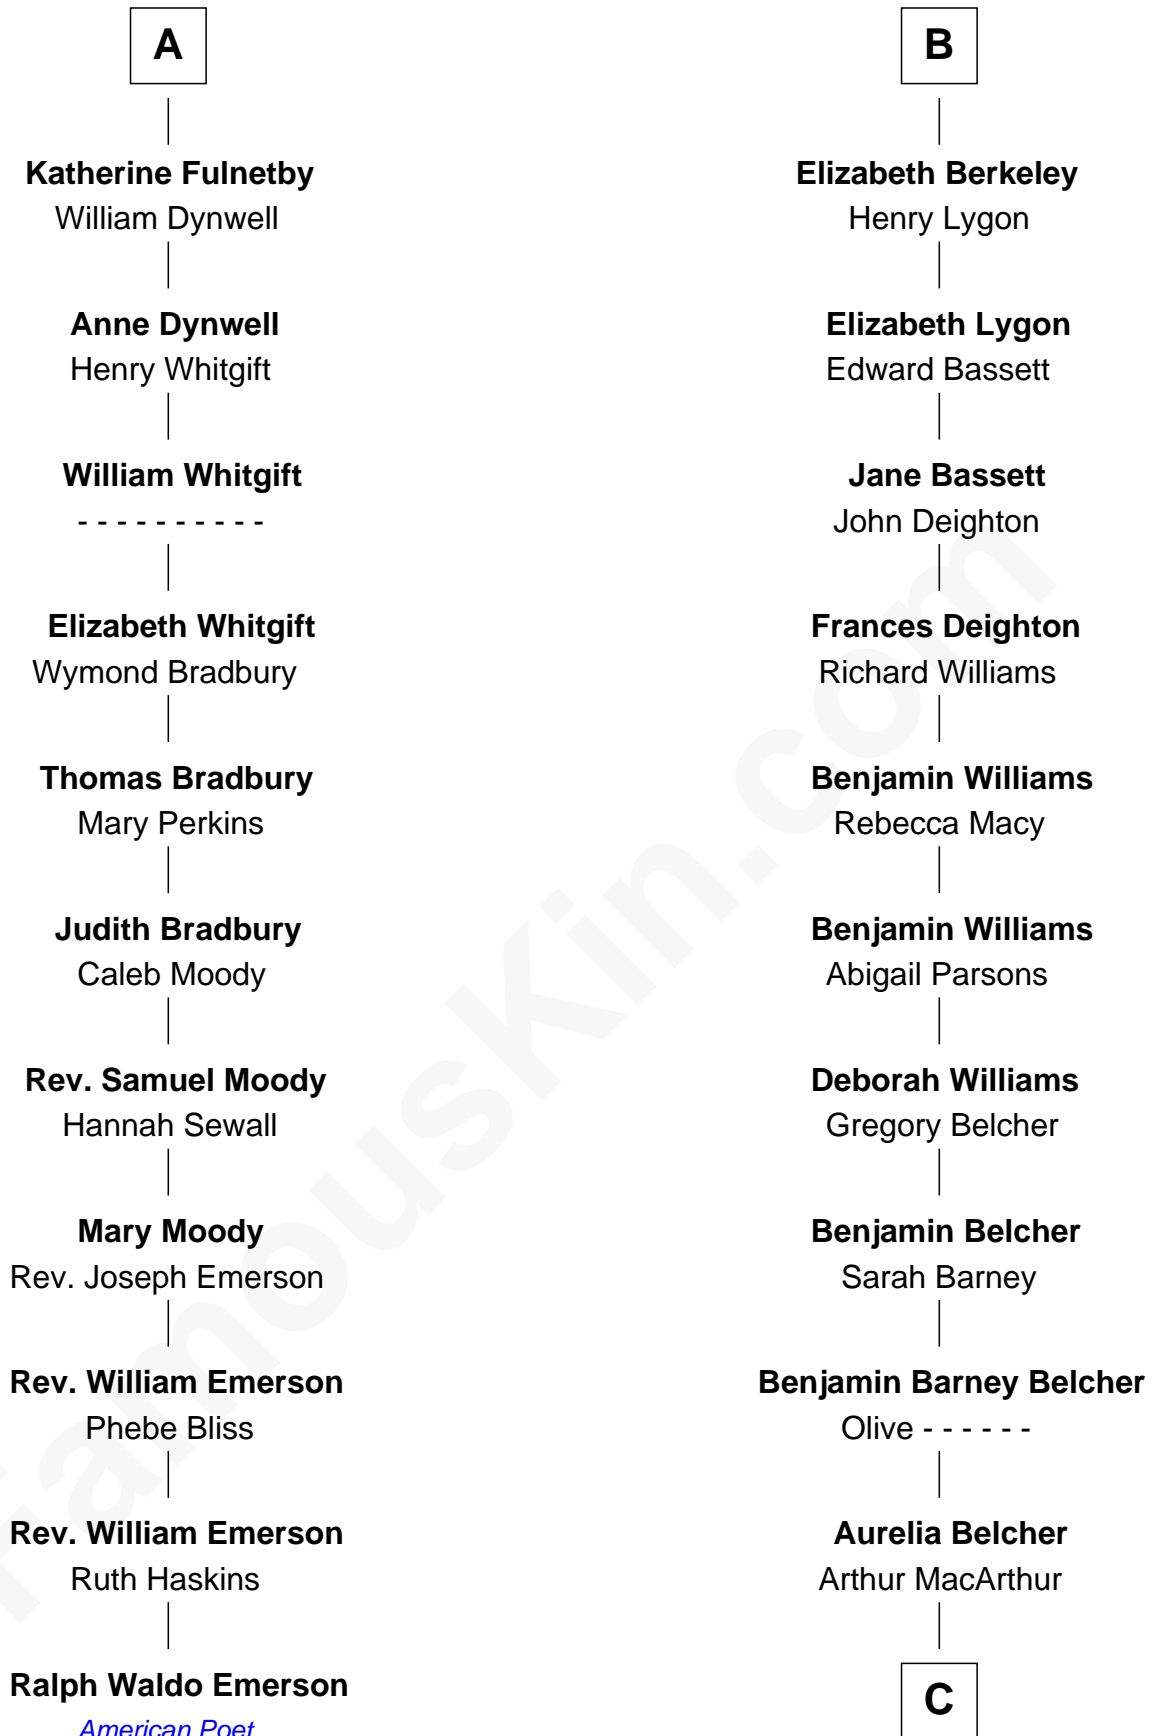 A
Katherine Fulnetby
William Dynwell
Anne Dynwell
Henry Whitgift
William Whitgift
- - - - - - - - - -
Elizabeth Whitgift
Wymond Bradbury
Thomas Bradbury
Mary Perkins
Judith Bradbury
Caleb Moody
Rev. Samuel Moody
Hannah Sewall
Mary Moody
Rev. Joseph Emerson
Rev. William Emerson
Phebe Bliss
Rev. William Emerson
Ruth Haskins
Ralph Waldo Emerson
American Poet
B
Elizabeth Berkeley
Henry Lygon
Elizabeth Lygon
Edward Bassett
Jane Bassett
John Deighton
Frances Deighton
Richard Williams
Benjamin Williams
Rebecca Macy
Benjamin Williams
Abigail Parsons
Deborah Williams
Gregory Belcher
Benjamin Belcher
Sarah Barney
Benjamin Barney Belcher
Olive - - - - - -
Aurelia Belcher
Arthur MacArthur
C
FamousKin.com